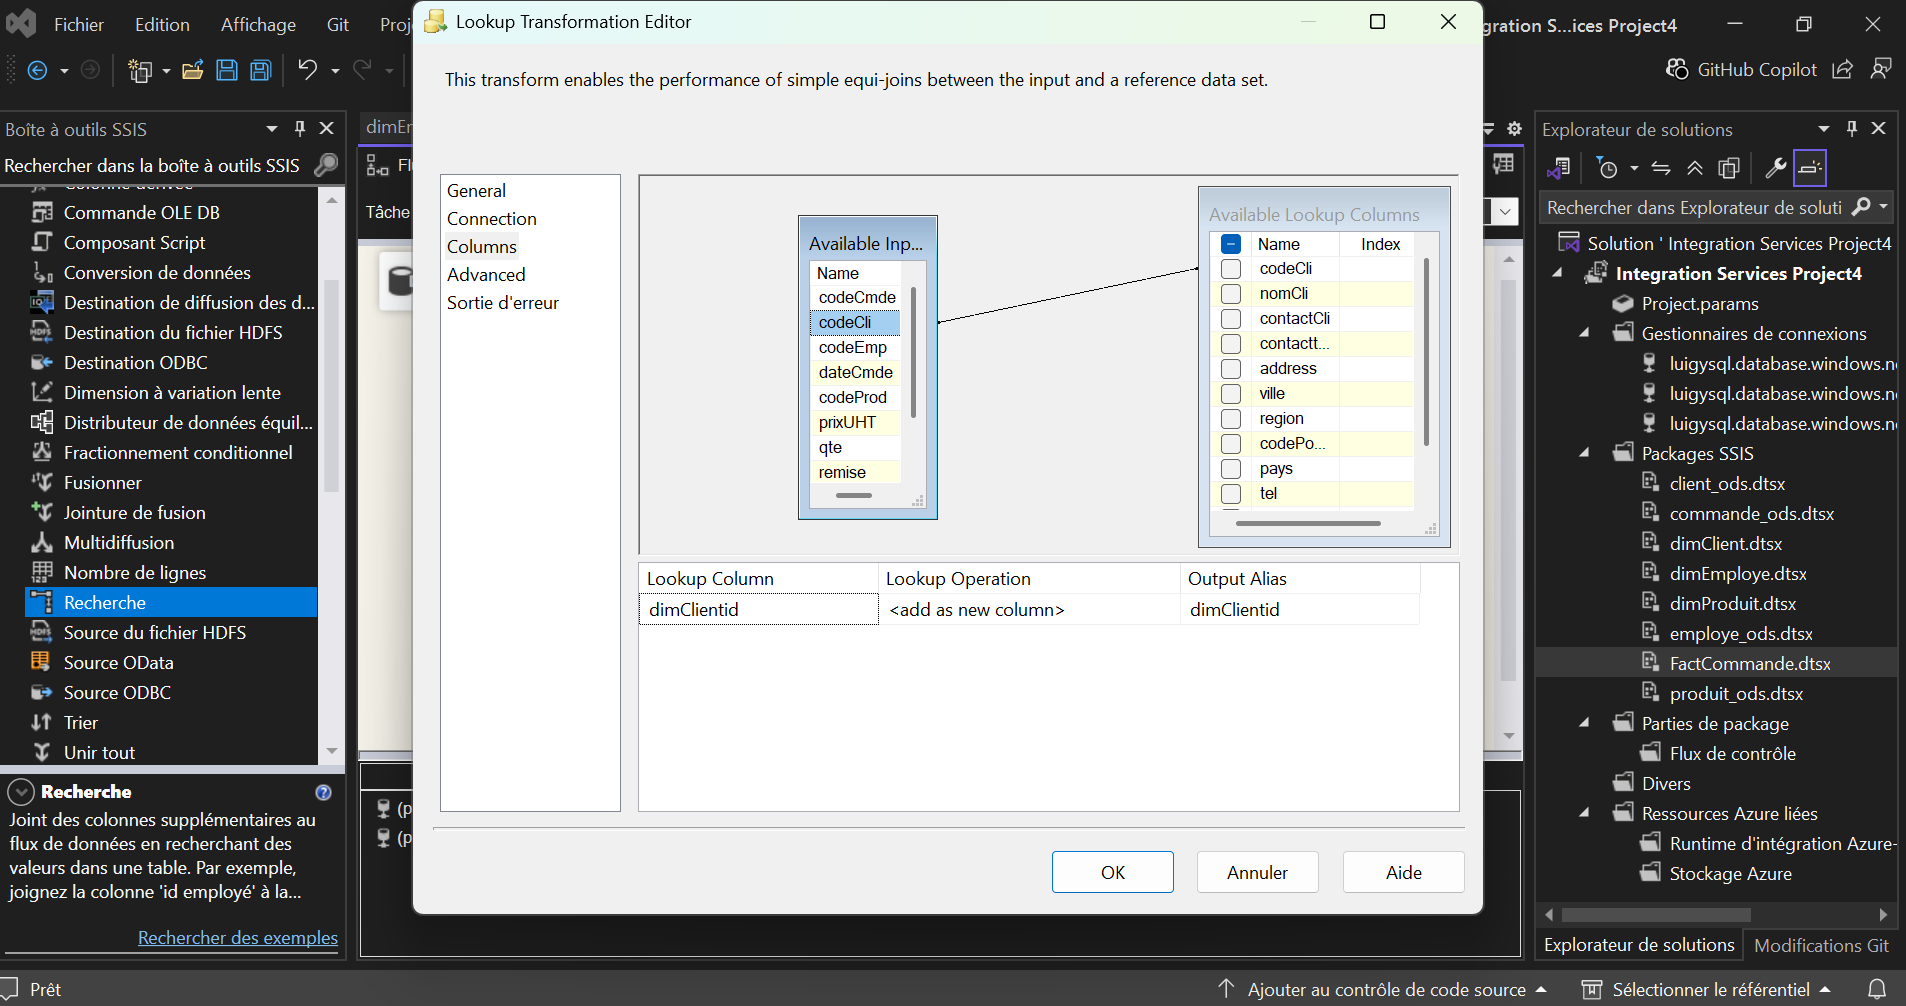 Fichier Edition Affichage Git
Lookup Transformation Editor
Project4
This transform enables the performance of simple equi-joins between the input and a reference data set.
GitHub Copilot
Boîte à outils SSIS
Rechercher dans la boîte à outils SSIS
Commande OLE DB
Composant Script
Conversion de données
Destination de diffusion des d...
Destination du fichier HDFS
Destination ODBC
Dimension à variation lente
Distributeur de données équil...
Fractionnement conditionnel
Fusionner
Jointure de fusion
Multidiffusion
Nombre de lignes
Recherche
Source du fichier HDFS
Source OData
Source ODBC
Trier
Unir tout
Recherche
Joint des colonnes supplémentaires au
flux de données en recherchant des
valeurs dans une table. Par exemple,
joignez la colonne 'id employé' à la...
Rechercher des exemples
Tâche
General
Connection
Columns
Advanced
Sortie d'erreur
Available Inp...
Name
codeCmde
codeCli
codeEmp
dateCmde
codeProd
prixUHT
qte
remise
Available Lookup Columns
Name Index
codeCli
nomCli
contactCli
contactt...
address
ville
region
codePo...
pays
tel
Lookup Column Lookup Operation Output Alias
dimClientid <add as new column> dimClientid
OK Annuler Aide
Explorateur de solutions
Rechercher dans Explorateur de soluti
Solution ' Integration Services Project4
Integration Services Project4
Project.params
Gestionnaires de connexions
luigysql.database.windows.n
luigysql.database.windows.n
luigysql.database.windows.n
Packages SSIS
client_ods.dtsx
commande_ods.dtsx
dimClient.dtsx
dimEmploye.dtsx
dimProduit.dtsx
employe_ods.dtsx
FactCommande.dtsx
produit_ods.dtsx
Parties de package
Flux de contrôle
Divers
Ressources Azure liées
Runtime d'intégration Azure-
Stockage Azure
Explorateur de solutions Modifications Git
Prêt
Ajouter au contrôle de code source Sélectionner le référentiel